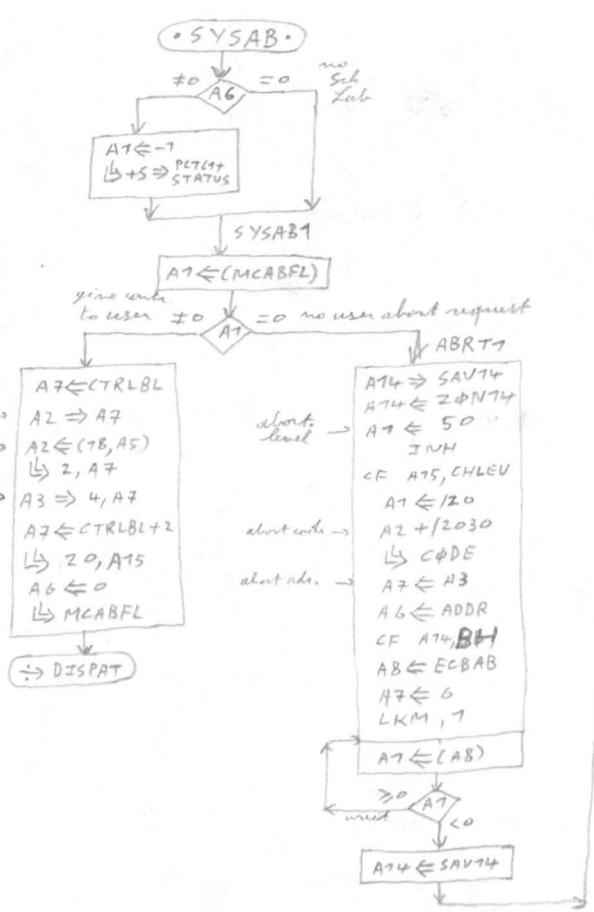 • SYSAB •
≠0 =0
A6
no
Sch
Lab
A1 ⇐ -1
↳ +5 ⇒ PCTC1+
STATUS
SYSAB1
A1 ⇐ (MCABFL)
give contr.
to user ≠0
A1
=0 no user abort request
ABRT1
A7 ⇐ CTRLBL
A2 ⇒ A7
A2 ⇐ (18, A5)
↳ 2, A7
A3 ⇒ 4, A7
A7 ⇐ CTRLBL+2
↳ 20, A15
A6 ⇐ 0
↳ MCABFL
÷> DISPAT
A14 ⇒ SAV14
A14 ⇐ ZØN14
abort.
level → A1 ⇐ 50
INH
CF A15, CHLEV
A1 ⇐ /20
abort code → A2 + /2030
↳ CØDE
abort adr. → A7 ⇐ A3
A6 ⇐ ADDR
CF A14, BH
A8 ⇐ ECBAB
A7 ⇐ 6
LKM, 1
A1 ⇐ (A8)
≥0 A1
wait
<0
A14 ⇐ SAV14